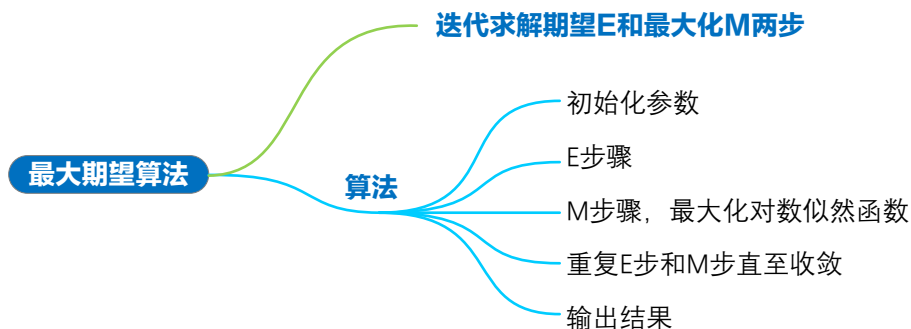 迭代求解期望E和最大化M两步
初始化参数
E步骤
最大期望算法
算法
M步骤，最大化对数似然函数
重复E步和M步直至收敛
输出结果